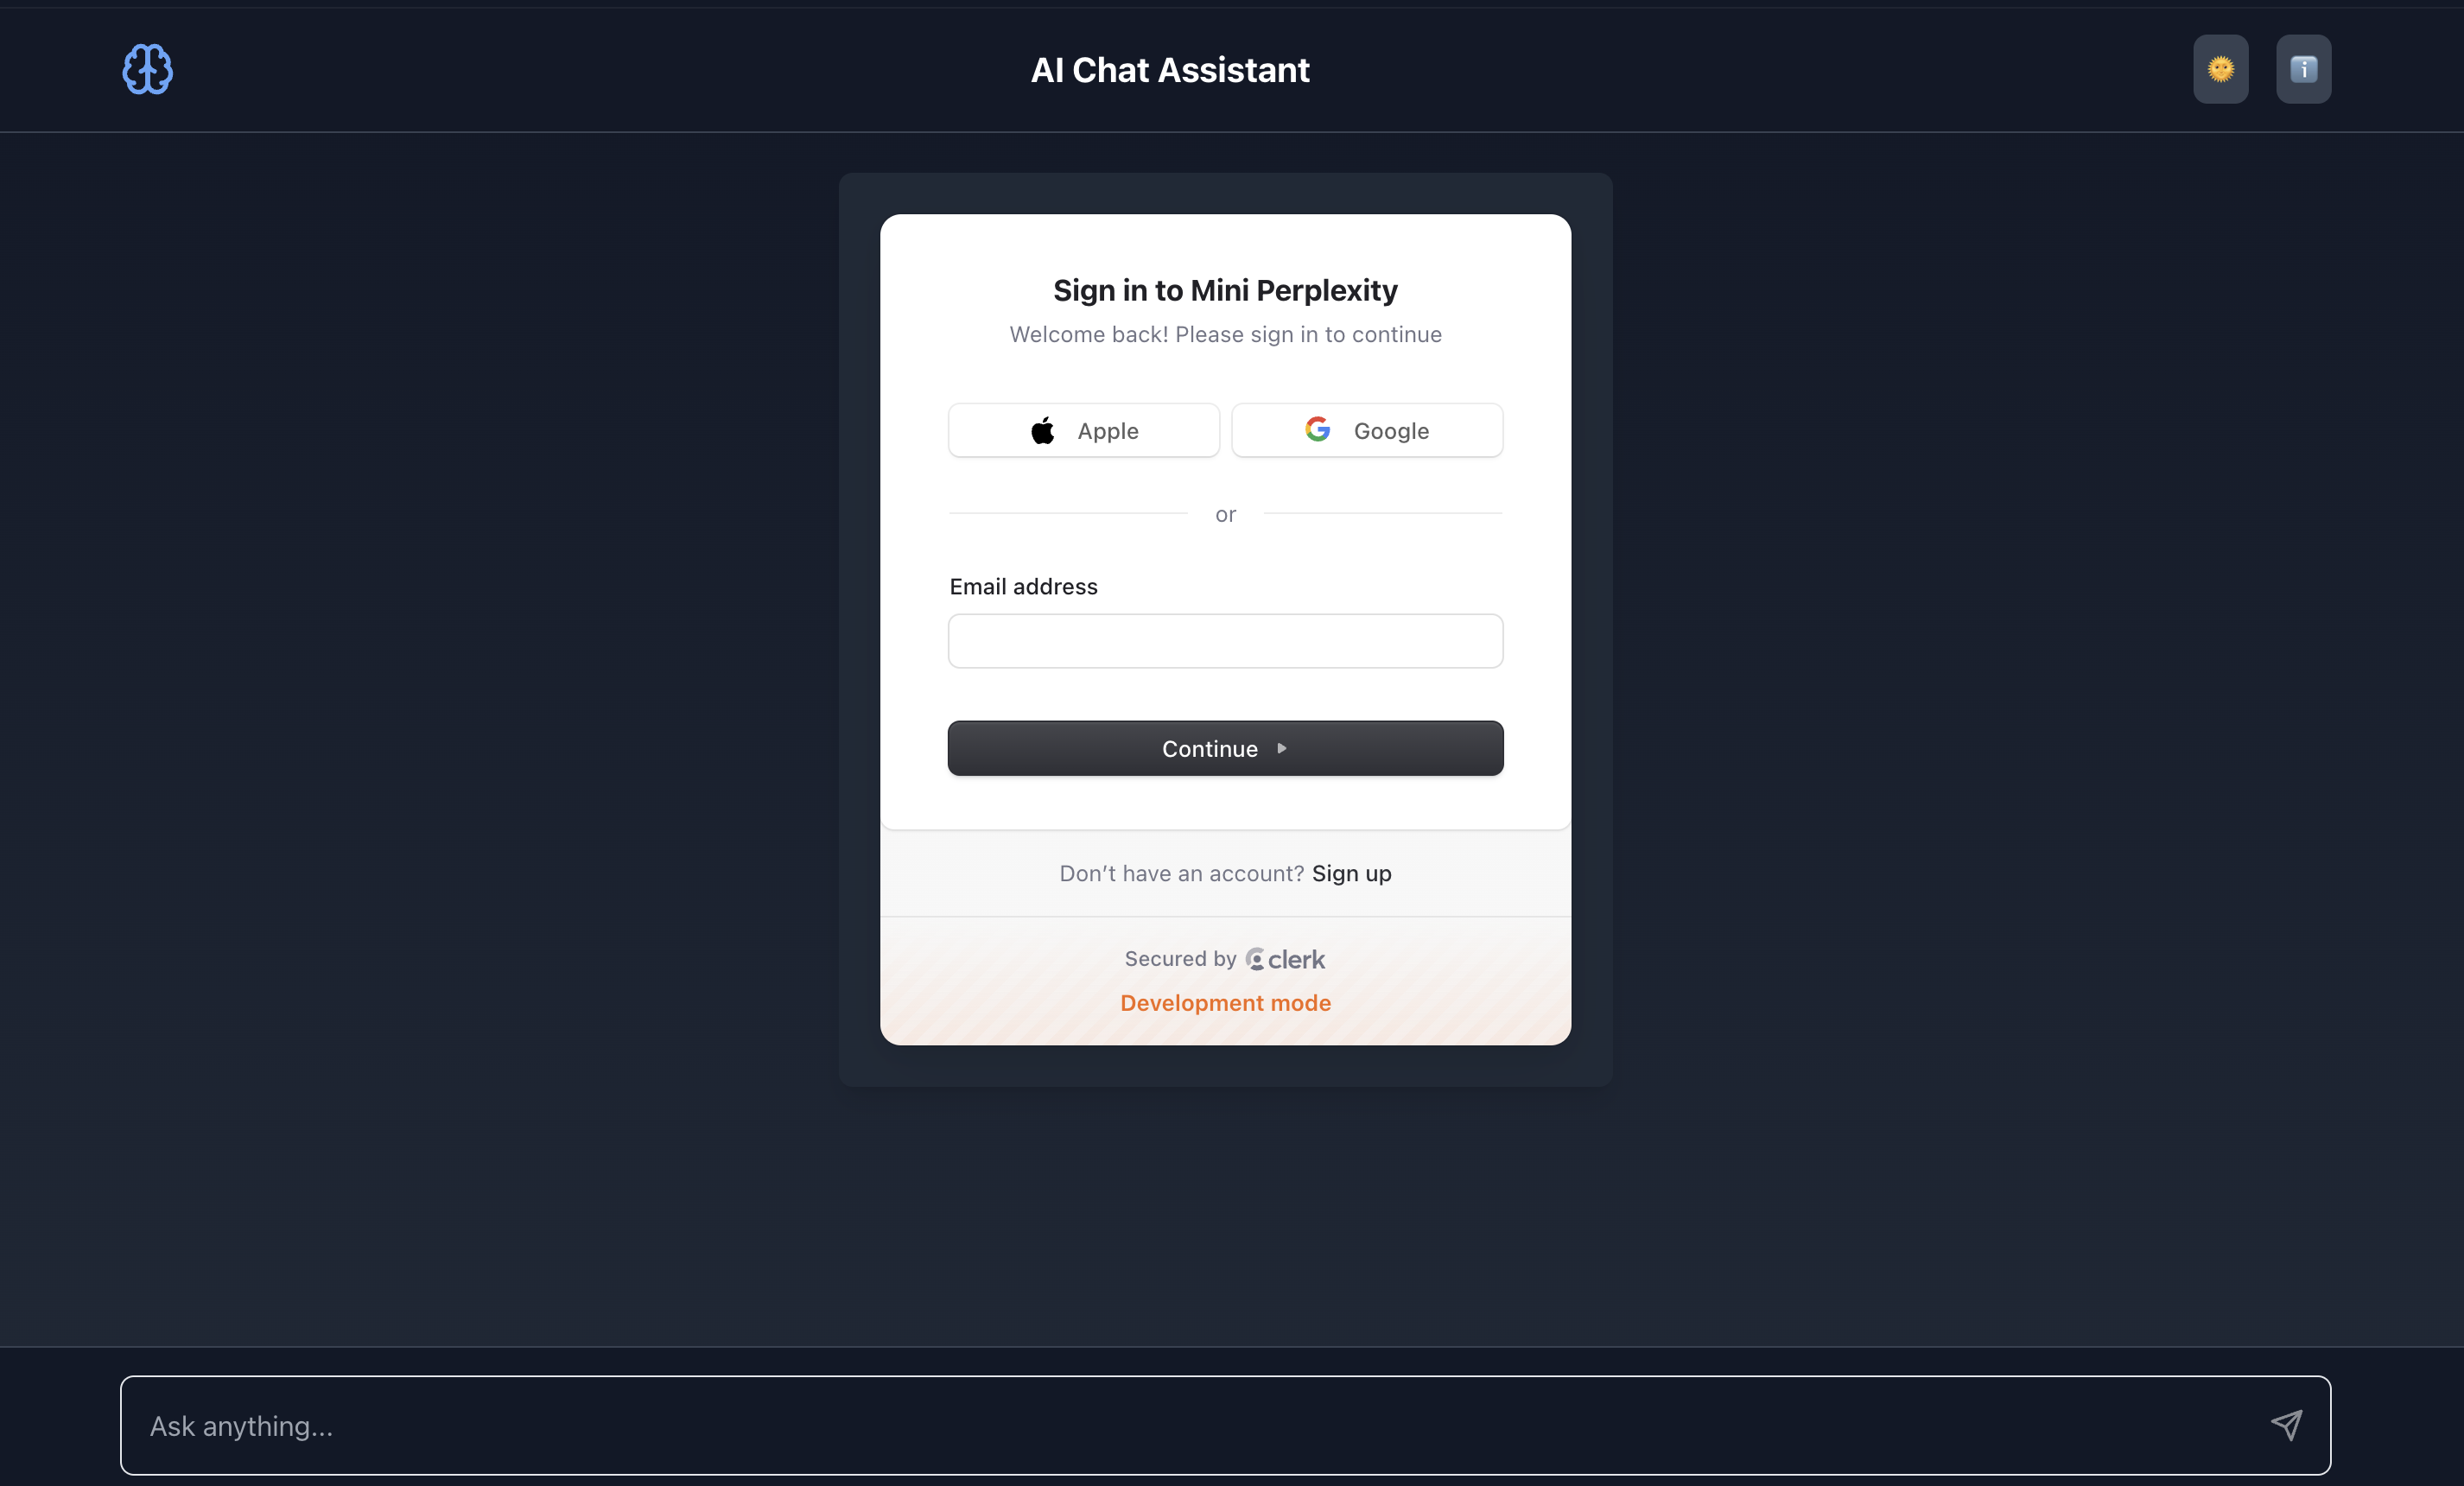 AI Chat Assistant
Sign in to Mini Perplexity
Welcome back! Please sign in to continue
Apple
Google
or
Email address
Continue
Don’t have an account? Sign up
Secured by clerk
Development mode
Ask anything...